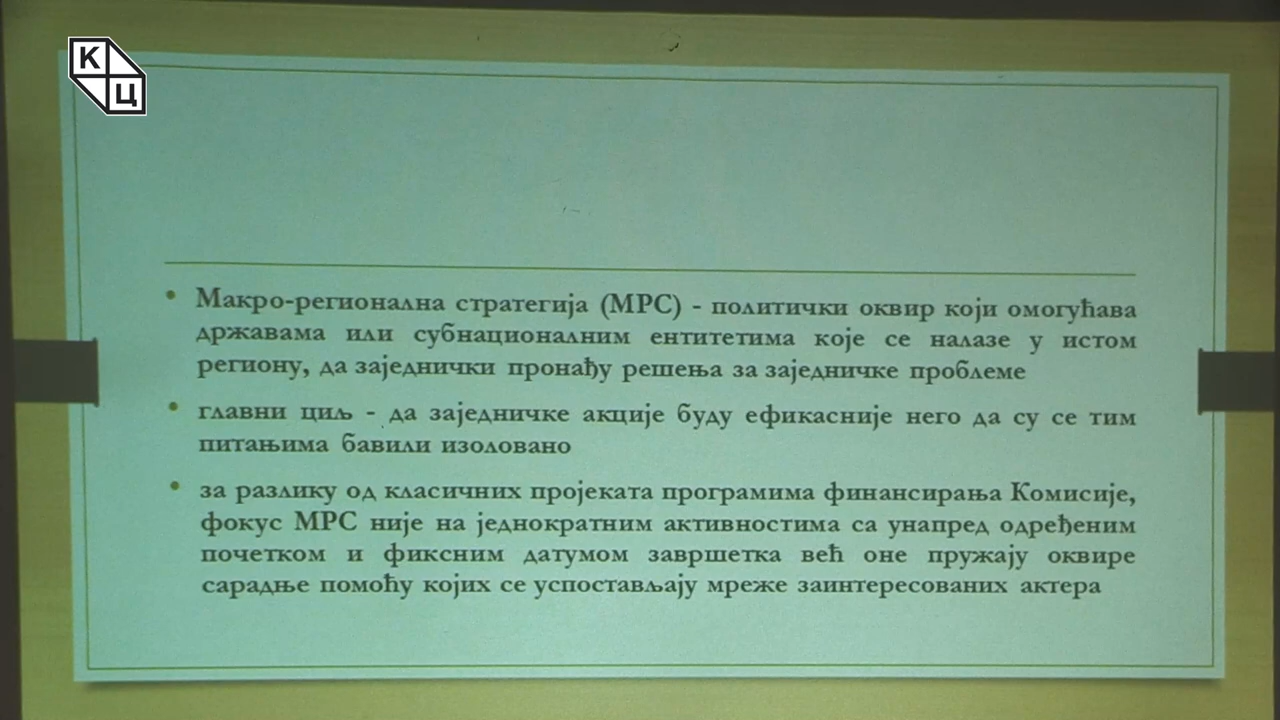 К
Ц
• Макро-регионална стратегија (МРС) - политички оквир који омогућава
државама или субнационалним ентитетима које се налазе у истом
региону, да заједнички пронађу решења за заједничке проблеме
• главни циљ - да заједничке акције буду ефикасније него да су се тим
питањима бавили изоловано
• за разлику од класичних пројеката програмима финансирања Комисије,
фокус МРС није на једнократним активностима са унапред одређеним
почетком и фиксним датумом завршетка већ оне пружају оквире
сарадње помоћу којих се успостављају мреже заинтересованих актера